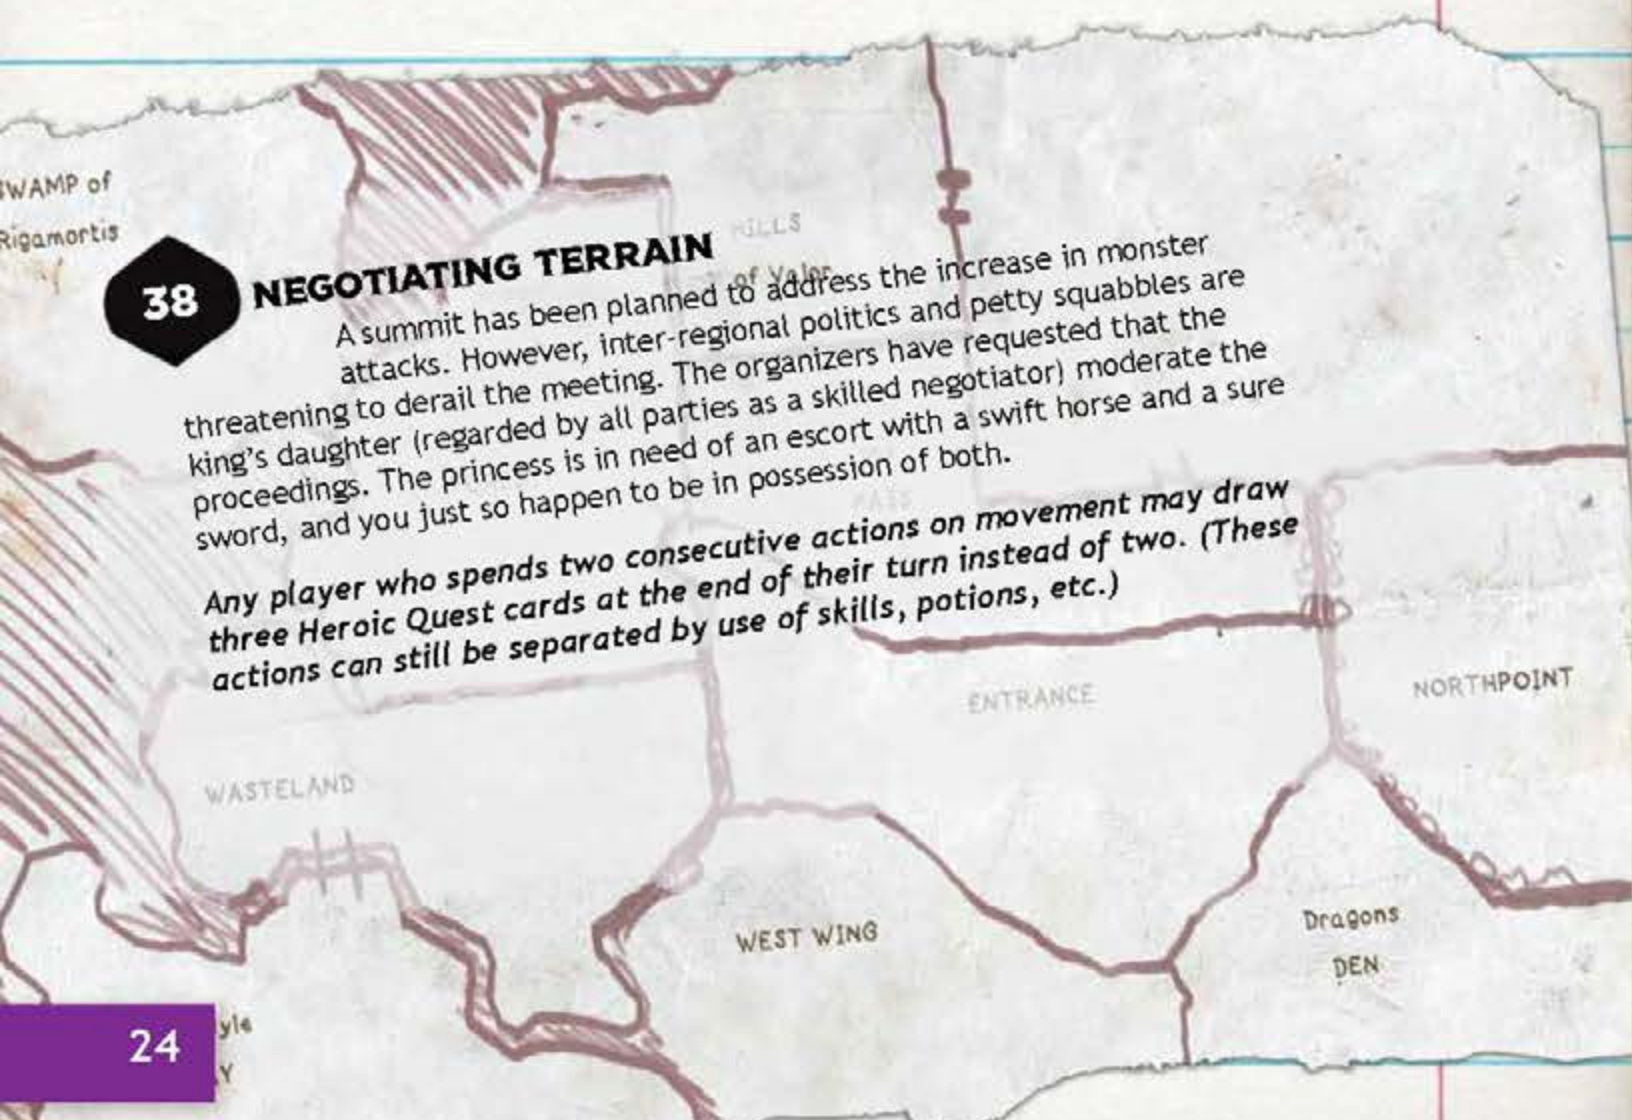 SWAMP of
Rigamortis
HILLS
of Valor
38
NEGOTIATING TERRAIN
A summit has been planned to address the increase in monster
attacks. However, inter-regional politics and petty squabbles are
threatening to derail the meeting. The organizers have requested that the
king's daughter (regarded by all parties as a skilled negotiator) moderate the
proceedings. The princess is in need of an escort with a swift horse and a sure
sword, and you just so happen to be in possession of both.
PASS
Any player who spends two consecutive actions on movement may draw
three Heroic Quest cards at the end of their turn instead of two. (These
actions can still be separated by use of skills, potions, etc.)
ENTRANCE
NORTHPOINT
WASTELAND
WEST WING
Dragons
DEN
24
yle
Y